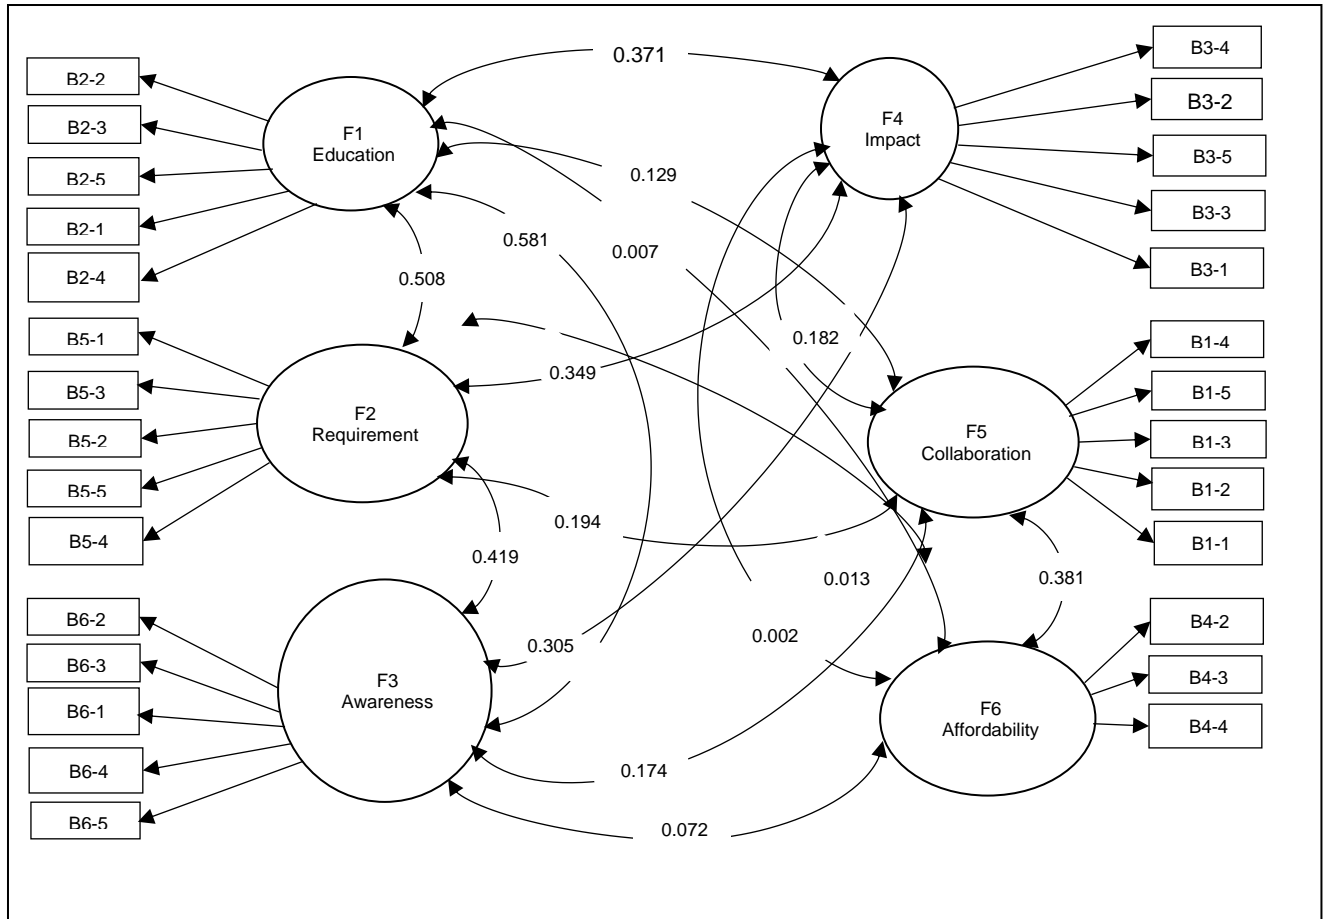 B2-2
B2-3
B2-5
B2-1
B2-4
F1
Education
0.371
F4
Impact
B3-4
B3-2
B3-5
B3-3
B3-1
0.129
0.581
0.007
0.508
B5-1
B5-3
B5-2
B5-5
B5-4
F2
Requirement
0.349
0.182
F5
Collaboration
B1-4
B1-5
B1-3
B1-2
B1-1
0.194
0.419
0.013
0.381
B6-2
B6-3
B6-1
B6-4
B6-5
F3
Awareness
0.305
0.002
F6
Affordability
B4-2
B4-3
B4-4
0.174
0.072